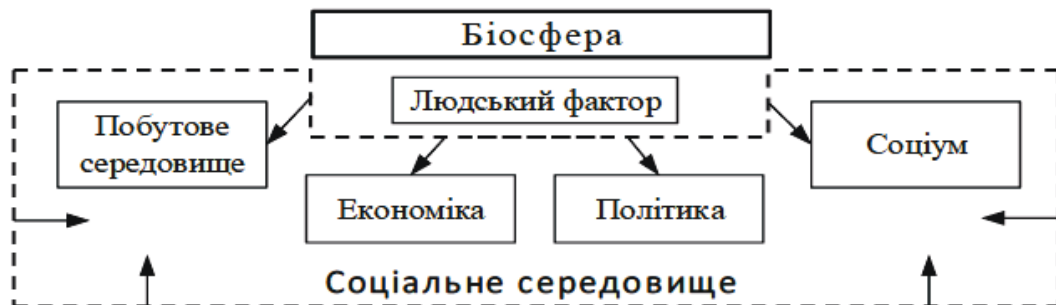 Біосфера
Людський фактор
Побутове
середовище
Соціум
Економіка
Політика
Соціальне середовище